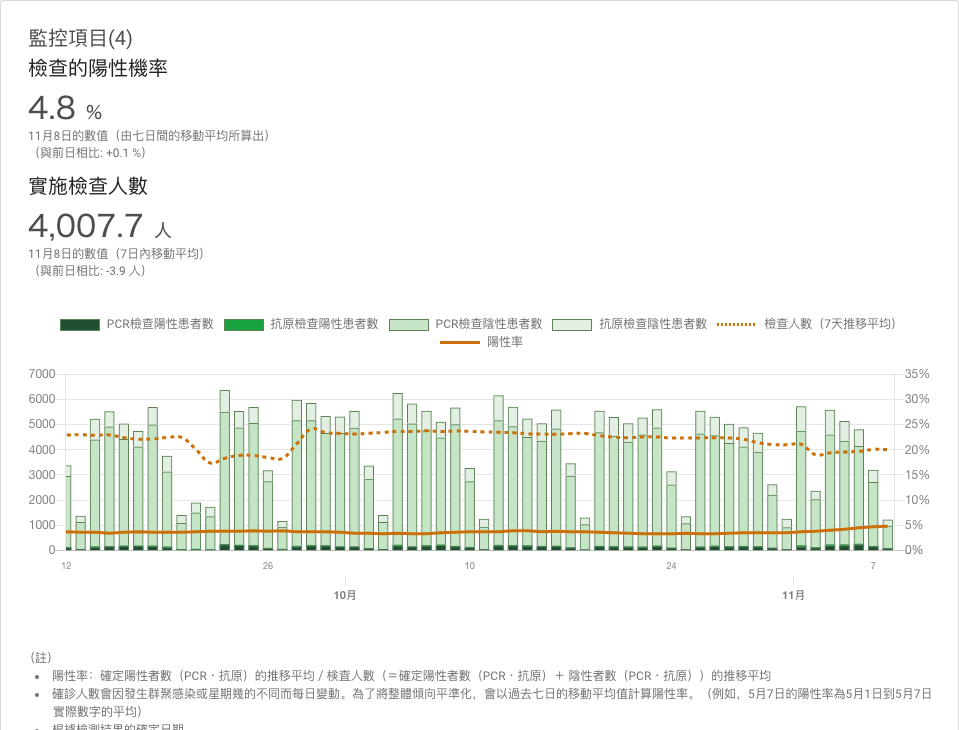 監控項目(4)
檢查的陽性機率
4.8 %
11月8日的數值（由七日間的移動平均所算出）
（與前日相比: +0.1 %）
實施檢查人數
4,007.7 人
11月8日的數值（7日內移動平均）
（與前日相比: -3.9 人）
PCR檢查陽性患者數 抗原檢查陽性患者數 PCR檢查陰性患者數 抗原檢查陰性患者數 檢查人數（7天推移平均）
陽性率
7000 35%
6000 30%
5000 25%
4000 20%
3000 15%
2000 10%
1000 5%
0 0%
12 26 10 24 7
10月 11月
（註）
陽性率：確定陽性者數（PCR・抗原）的推移平均 / 檢查人數（＝確定陽性者數（PCR・抗原）＋ 陰性者數（PCR・抗原））的推移平均
確診人數會因發生群聚感染或星期幾的不同而每日變動。為了將整體傾向平準化，會以過去七日的移動平均值計算陽性率。（例如，5月7日的陽性率為5月1日到5月7日
實際數字的平均）
根據檢測結果的確定日期